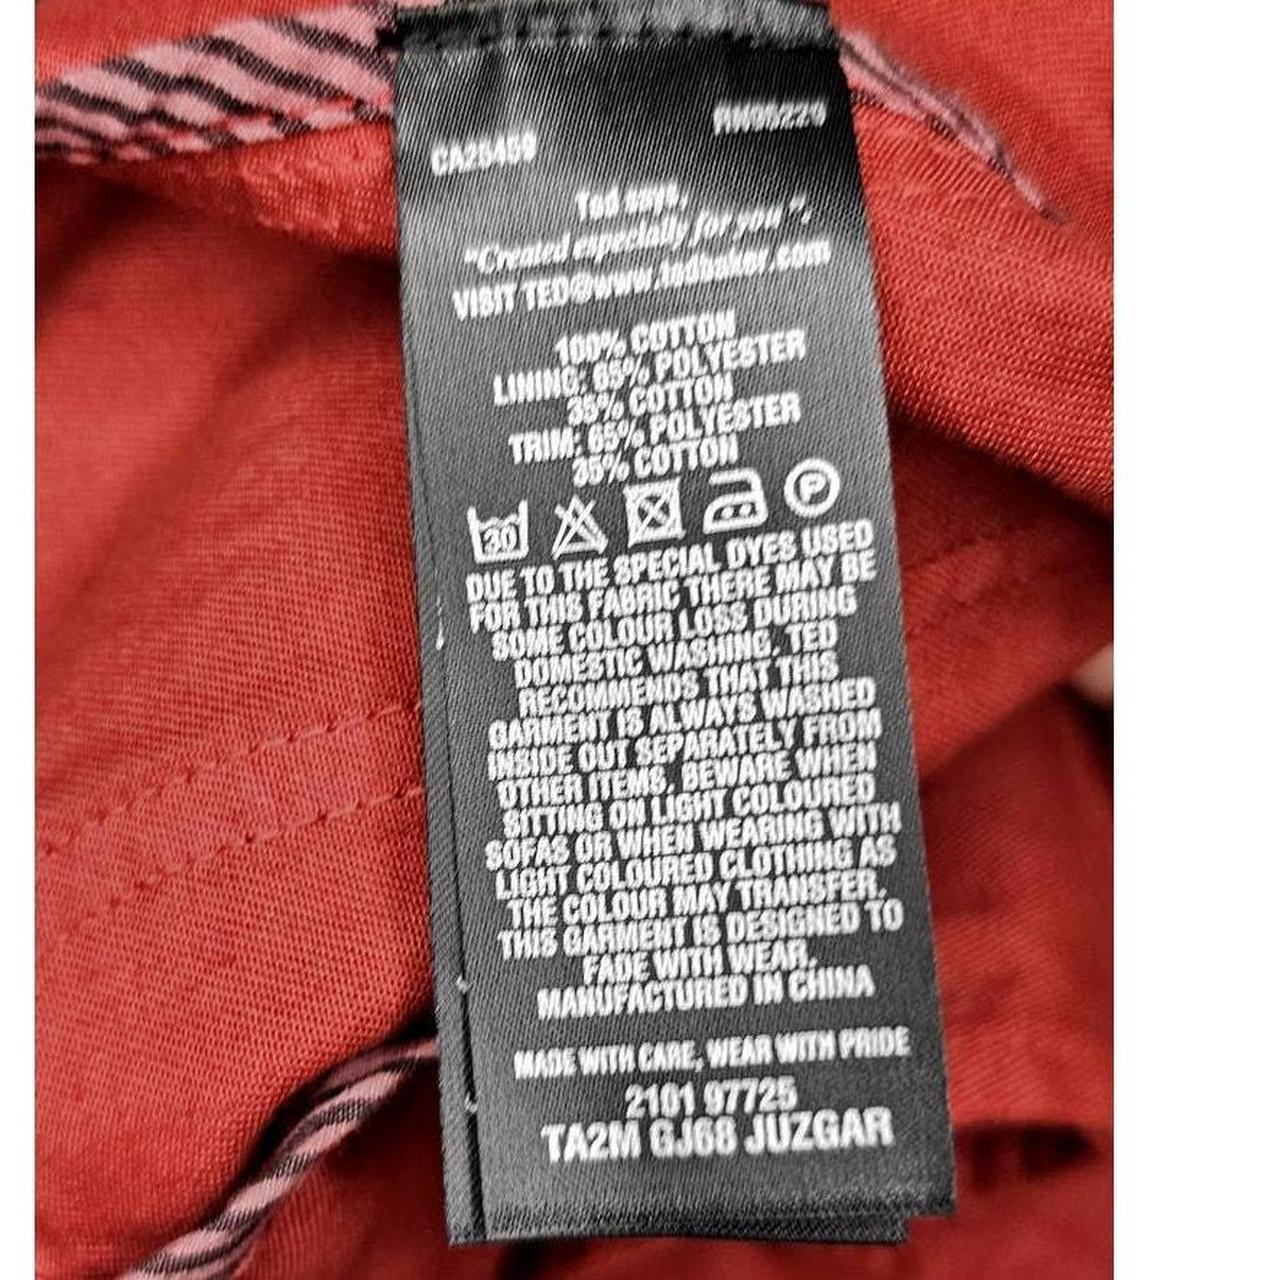 CA25459
Ted says,
"Created especially for you".
VISIT TED@www.tedbaker.com
100% COTTON
LINING: 65% POLYESTER
35% COTTON
TRIM: 65% POLYESTER
35% COTTON
30
P
DUE TO THE SPECIAL DYES USED
FOR THIS FABRIC THERE MAY BE
SOME COLOUR LOSS DURING
DOMESTIC WASHING. TED
RECOMMENDS THAT THIS
GARMENT IS ALWAYS WASHED
INSIDE OUT SEPARATELY FROM
OTHER ITEMS. BEWARE WHEN
SITTING ON LIGHT COLOURED
SOFAS OR WHEN WEARING WITH
LIGHT COLOURED CLOTHING AS
THE COLOUR MAY TRANSFER.
THIS GARMENT IS DESIGNED TO
FADE WITH WEAR.
MANUFACTURED IN CHINA
MADE WITH CARE, WEAR WITH PRIDE
2101 97725
TA2M GJ68 JUZGAR